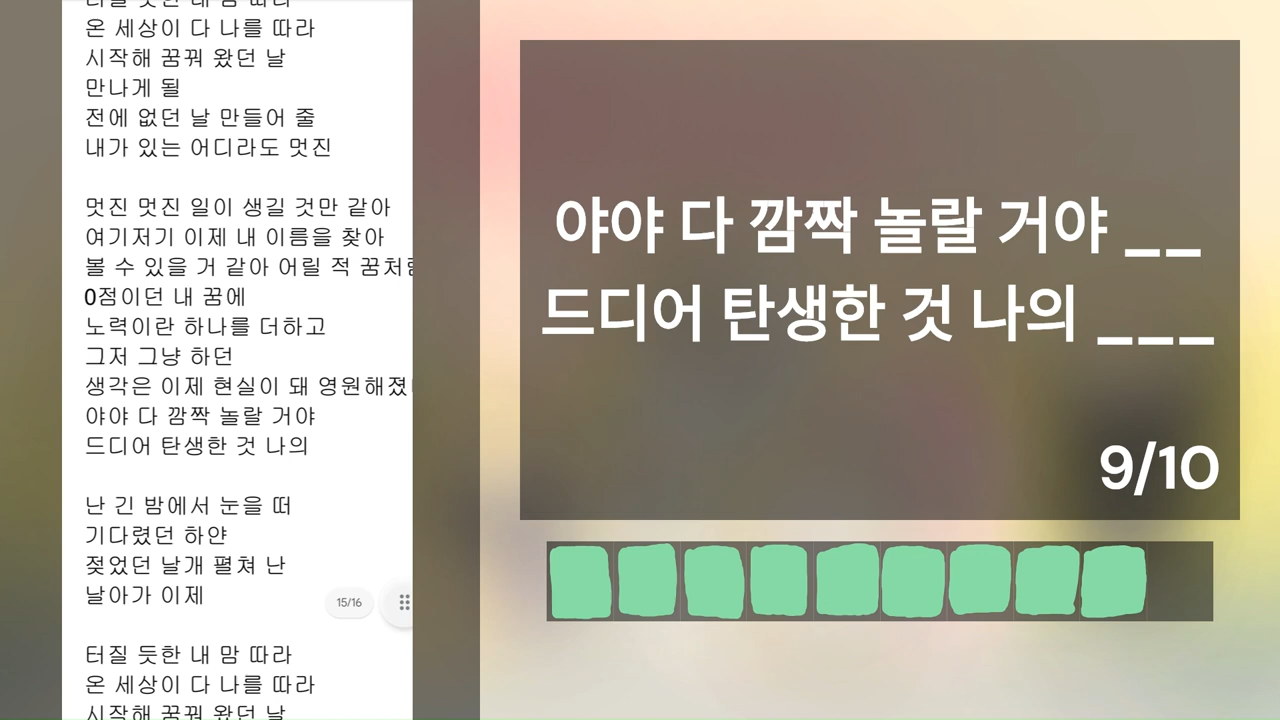 온 세상이 다 나를 따라
시작해 꿈꿔 왔던 날
만나게 될
전에 없던 날 만들어 줄
내가 있는 어디라도 멋진
멋진 멋진 일이 생길 것만 같아
여기저기 이제 내 이름을 찾아
볼 수 있을 거 같아 어릴 적 꿈처럼
0점이던 내 꿈에
노력이란 하나를 더하고
그저 그냥 하던
생각은 이제 현실이 돼 영원해졌
야야 다 깜짝 놀랄 거야
드디어 탄생한 것 나의
난 긴 밤에서 눈을 떠
기다렸던 하얀
젖었던 날개 펼쳐 난
날아가 이제
15/16
터질 듯한 내 맘 따라
온 세상이 다 나를 따라
시작해 꿈꿔 왔던 날
야야 다 깜짝 놀랄 거야 _ _
드디어 탄생한 것 나의 _ _ _
9/10